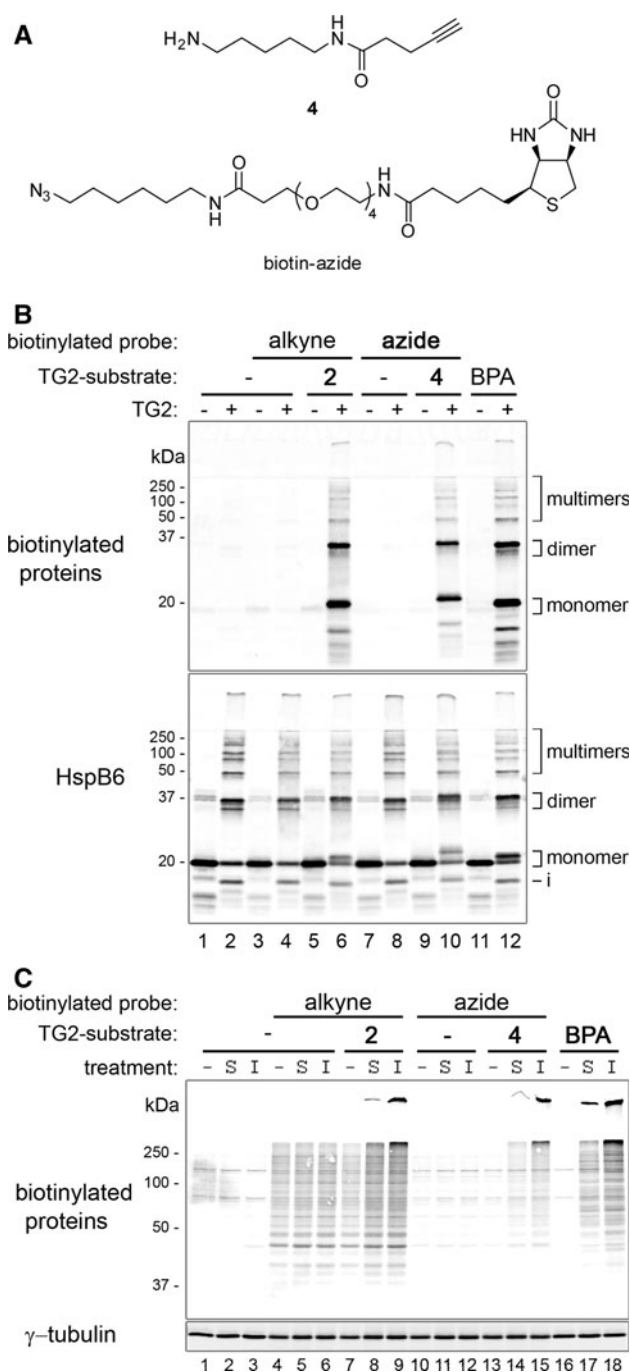 A
H₂N
H
N
O
4
O
HN
NH
N₃
N
H
O
O
4
H
N
O
S
biotin-azide
B
biotinylated probe: alkyne azide
TG2-substrate: - 2 - 4 BPA
TG2: - + - + - + - + - + - +
kDa
250 -
100 -
50 -
37 -
20 -
biotinylated proteins
multimers
dimer
monomer
250 -
100 -
50 -
37 -
20 -
HspB6
multimers
dimer
monomer
- i
1 2 3 4 5 6 7 8 9 10 11 12
C
biotinylated probe: alkyne azide
TG2-substrate: - 2 - 4 BPA
treatment: - S I - S I - S I - S I - S I - S I
kDa
250 -
100 -
50 -
37 -
biotinylated proteins
γ–tubulin
1 2 3 4 5 6 7 8 9 10 11 12 13 14 15 16 17 18